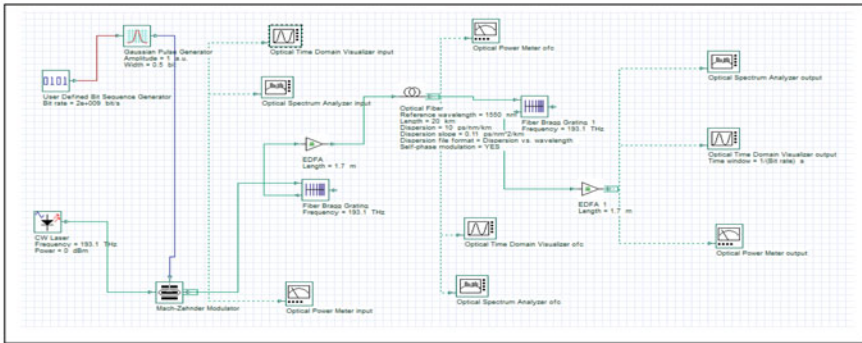 Gaussian Pulse Generator
Amplitude = 1 a.u.
Width = 0.5 bit
0101
User Defined Bit Sequence Generator
Bit rate = 2e+009 bit/s
CW Laser
Frequency = 193.1 THz
Power = 0 dBm
Mach-Zehnder Modulator
Optical Time Domain Visualizer input
Optical Spectrum Analyzer input
EDFA
Length = 1.7 m
Fiber Bragg Grating
Frequency = 193.1 THz
Optical Power Meter input
Optical Fiber
Reference wavelength = 1550 nm
Length = 20 km
Dispersion = 10 ps/nm/km
Dispersion slope = 0.11 ps/nm^2/km
Dispersion file format = Dispersion vs. wavelength
Self-phase modulation = YES
Optical Power Meter ofc
Fiber Bragg Grating 1
Frequency = 193.1 THz
Optical Time Domain Visualizer ofc
Optical Spectrum Analyzer ofc
EDFA 1
Length = 1.7 m
Optical Spectrum Analyzer output
Optical Time Domain Visualizer output
Time window = 1/(Bit rate) s
Optical Power Meter output